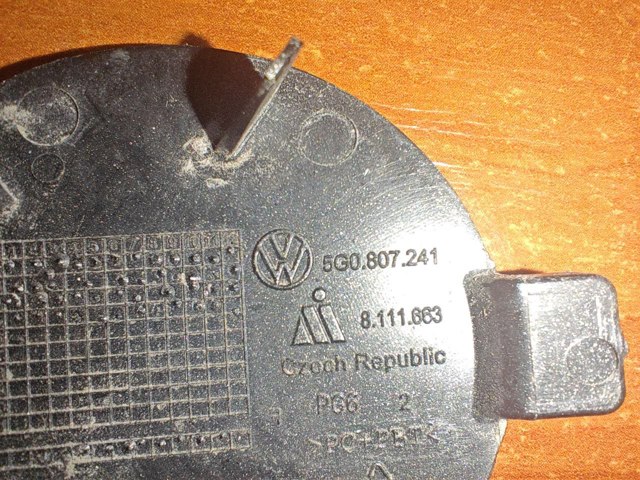 5G0.807.241
8.111.663
Czech Republic
PG6 2
>PC+PBT<